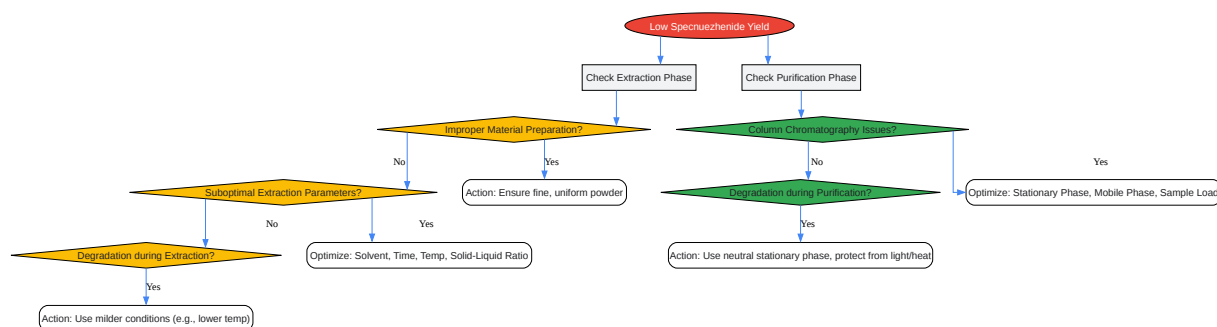 Low Specnuezhenide Yield
Check Extraction Phase
Check Purification Phase
Improper Material Preparation?
Column Chromatography Issues?
No
Yes
No
Yes
Suboptimal Extraction Parameters?
Action: Ensure fine, uniform powder
Degradation during Purification?
Optimize: Stationary Phase, Mobile Phase, Sample Load
No
Yes
Yes
Degradation during Extraction?
Optimize: Solvent, Time, Temp, Solid-Liquid Ratio
Action: Use neutral stationary phase, protect from light/heat
Yes
Action: Use milder conditions (e.g., lower temp)